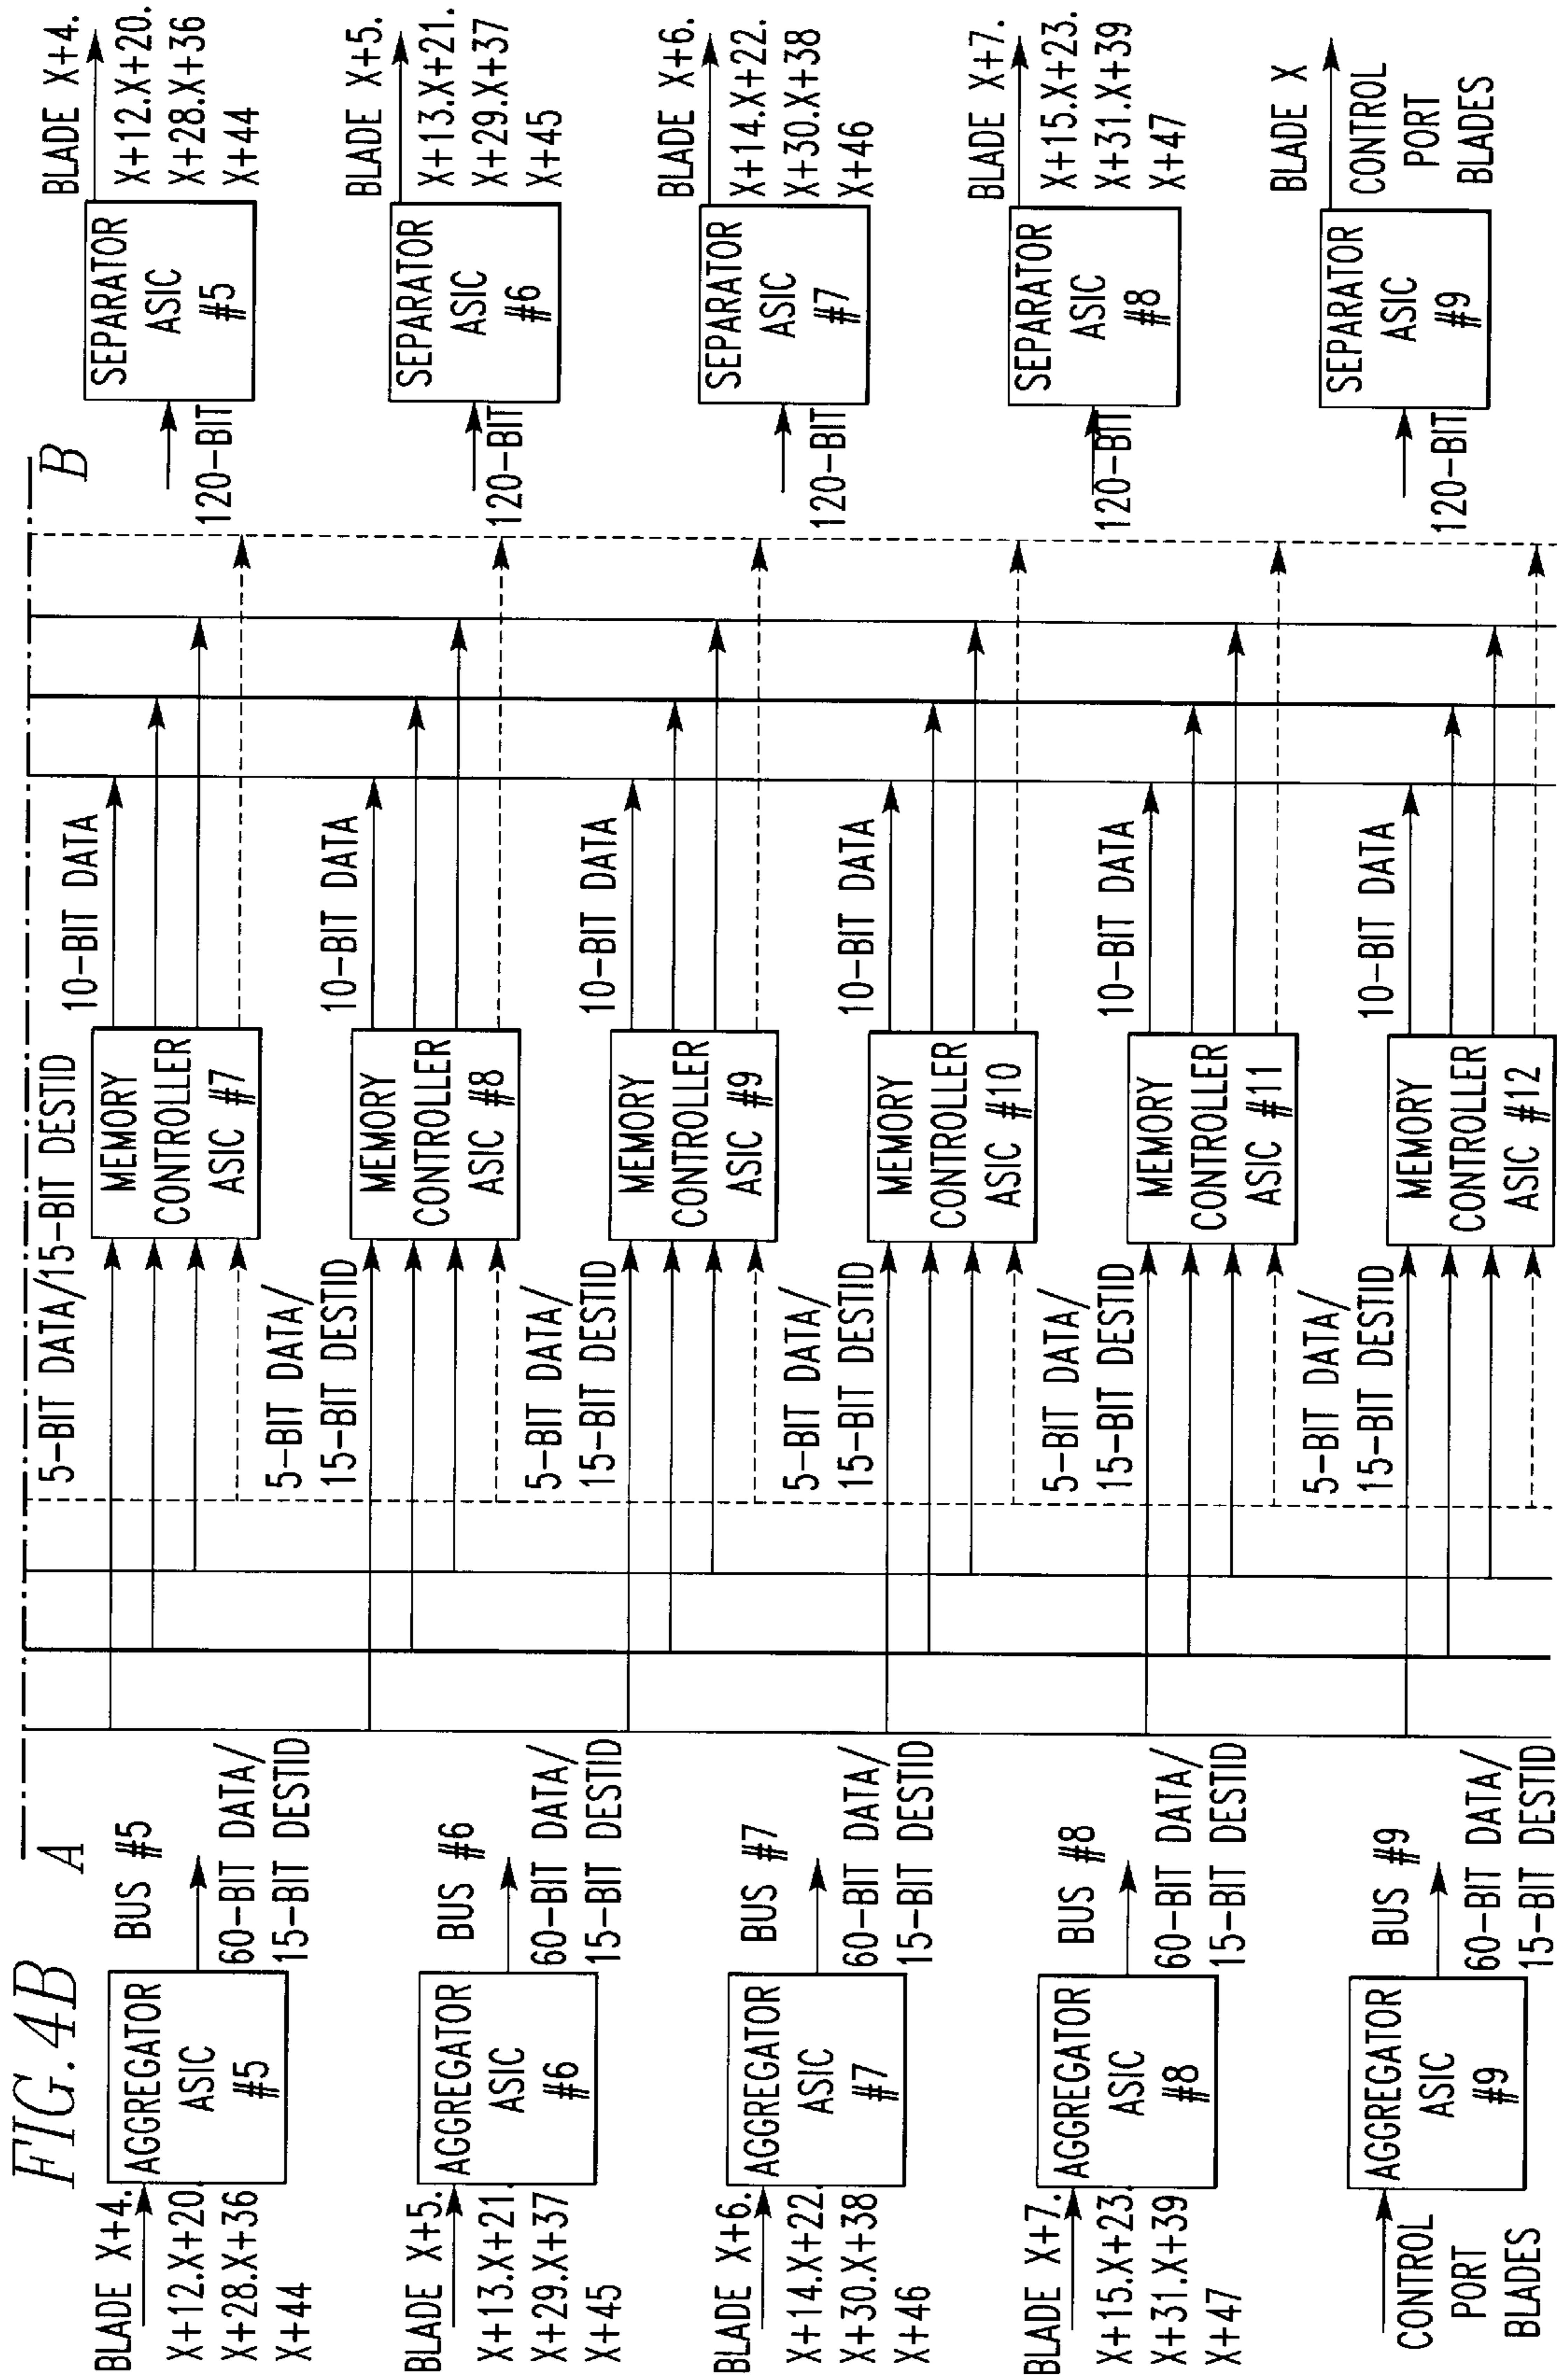 FIG.4B
A
B
BLADE X+4.
X+12.X+20.
X+28.X+36
X+44
AGGREGATOR
ASIC
#5
BUS #5
60-BIT DATA/
15-BIT DESTID
BLADE X+5.
X+13.X+21.
X+29.X+37
X+45
AGGREGATOR
ASIC
#6
BUS #6
60-BIT DATA/
15-BIT DESTID
BLADE X+6.
X+14.X+22.
X+30.X+38
X+46
AGGREGATOR
ASIC
#7
BUS #7
60-BIT DATA/
15-BIT DESTID
BLADE X+7.
X+15.X+23.
X+31.X+39
X+47
AGGREGATOR
ASIC
#8
BUS #8
60-BIT DATA/
15-BIT DESTID
CONTROL
PORT
BLADES
AGGREGATOR
ASIC
#9
BUS #9
60-BIT DATA/
15-BIT DESTID
5-BIT DATA/15-BIT DESTID
MEMORY
CONTROLLER
ASIC #7
10-BIT DATA
5-BIT DATA/
15-BIT DESTID
MEMORY
CONTROLLER
ASIC #8
10-BIT DATA
5-BIT DATA/
15-BIT DESTID
MEMORY
CONTROLLER
ASIC #9
10-BIT DATA
5-BIT DATA/
15-BIT DESTID
MEMORY
CONTROLLER
ASIC #10
10-BIT DATA
5-BIT DATA/
15-BIT DESTID
MEMORY
CONTROLLER
ASIC #11
10-BIT DATA
5-BIT DATA/
15-BIT DESTID
MEMORY
CONTROLLER
ASIC #12
10-BIT DATA
120-BIT
SEPARATOR
ASIC
#5
BLADE X+4.
X+12.X+20.
X+28.X+36
X+44
120-BIT
SEPARATOR
ASIC
#6
BLADE X+5.
X+13.X+21.
X+29.X+37
X+45
120-BIT
SEPARATOR
ASIC
#7
BLADE X+6.
X+14.X+22.
X+30.X+38
X+46
120-BIT
SEPARATOR
ASIC
#8
BLADE X+7.
X+15.X+23.
X+31.X+39
X+47
120-BIT
SEPARATOR
ASIC
#9
BLADE X
CONTROL
PORT
BLADES